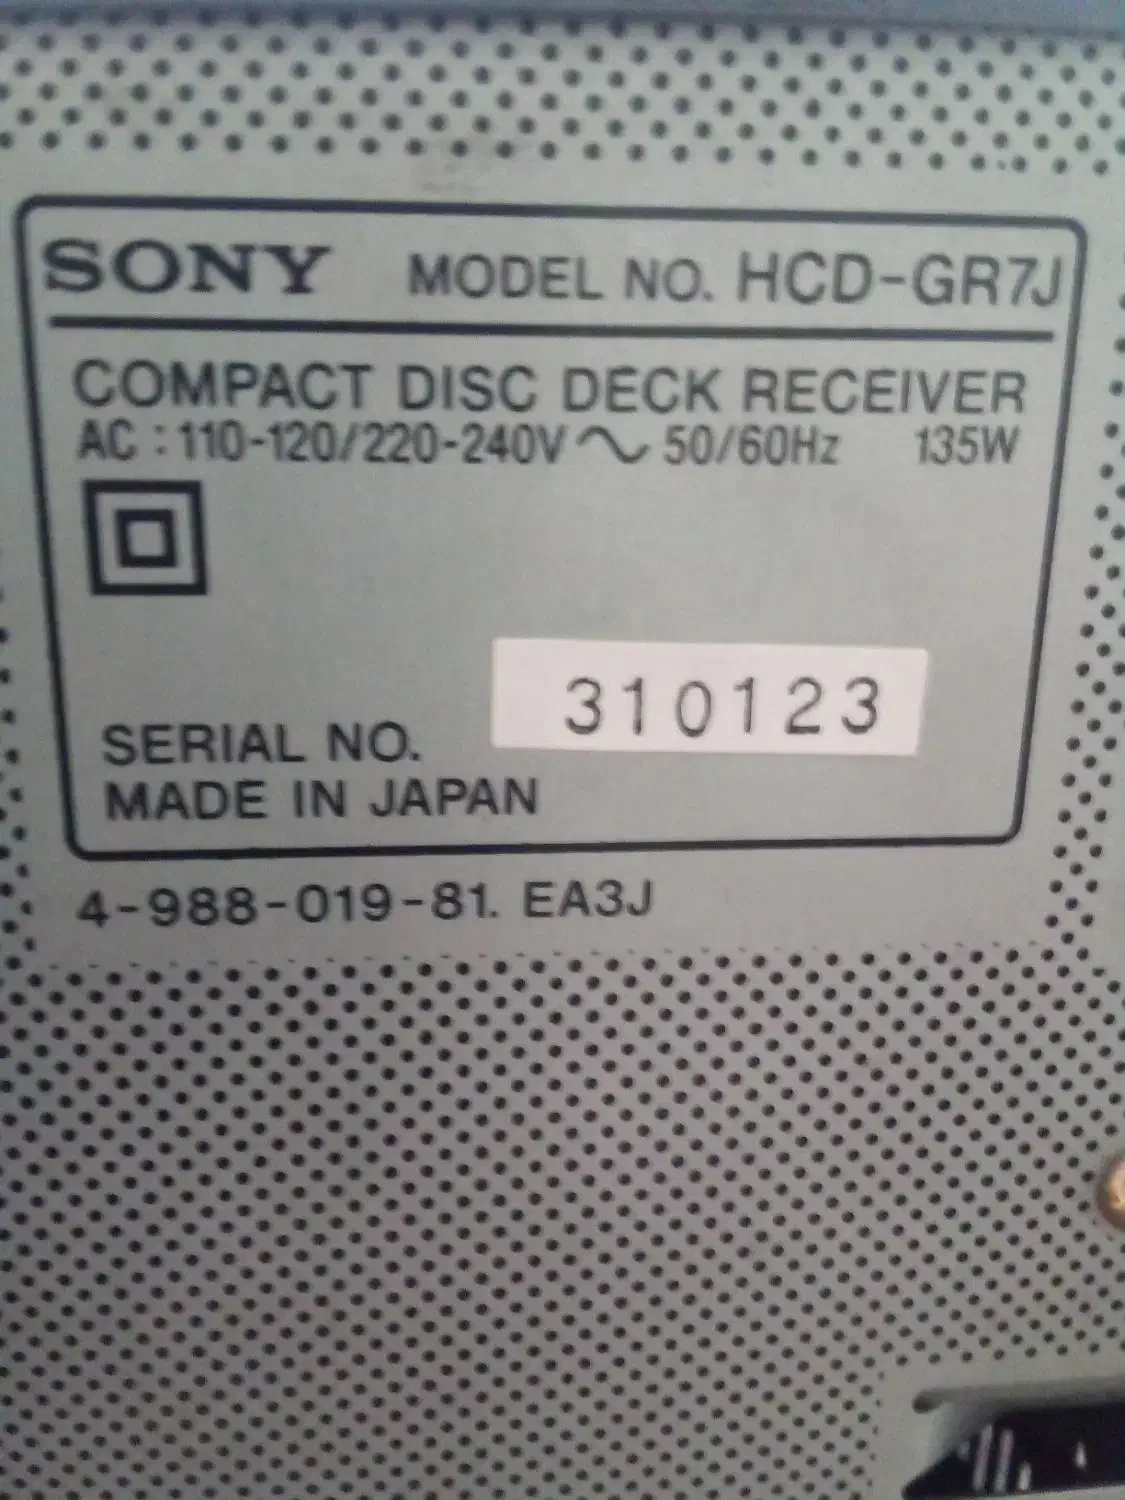 SONY MODEL NO. HCD-GR7J
COMPACT DISC DECK RECEIVER
AC : 110-120/220-240V ~ 50/60Hz 135W
310123
SERIAL NO.
MADE IN JAPAN
4-988-019-81. EA3J